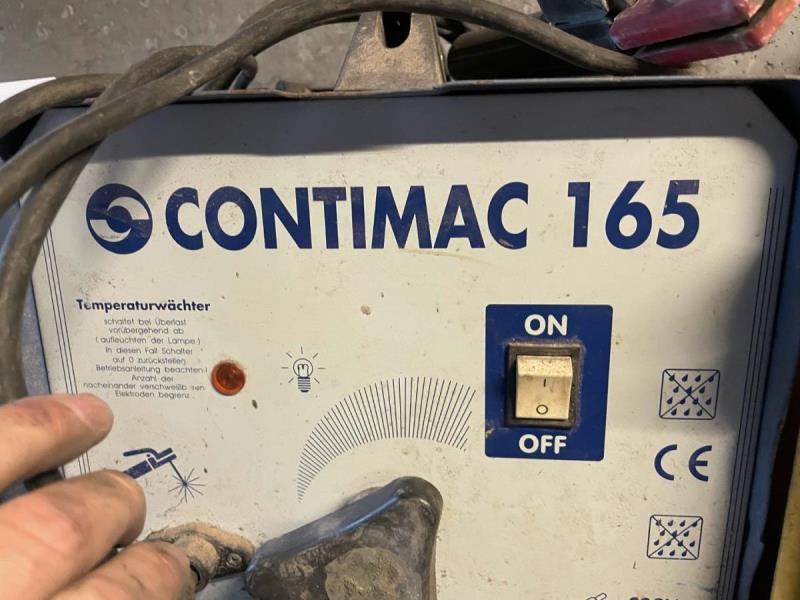 CONTIMAC 165
Temperaturwächter
schaltet bei Überlast
vorübergehend ab
(aufleuchten der Lampe)
In diesen Fall Schalter
auf 0 zurückstellen
Betriebsanleitung beachten!
Anzahl der
nacheinander verschweißb
Elektroden begrenz
ON
I
O
OFF
CE